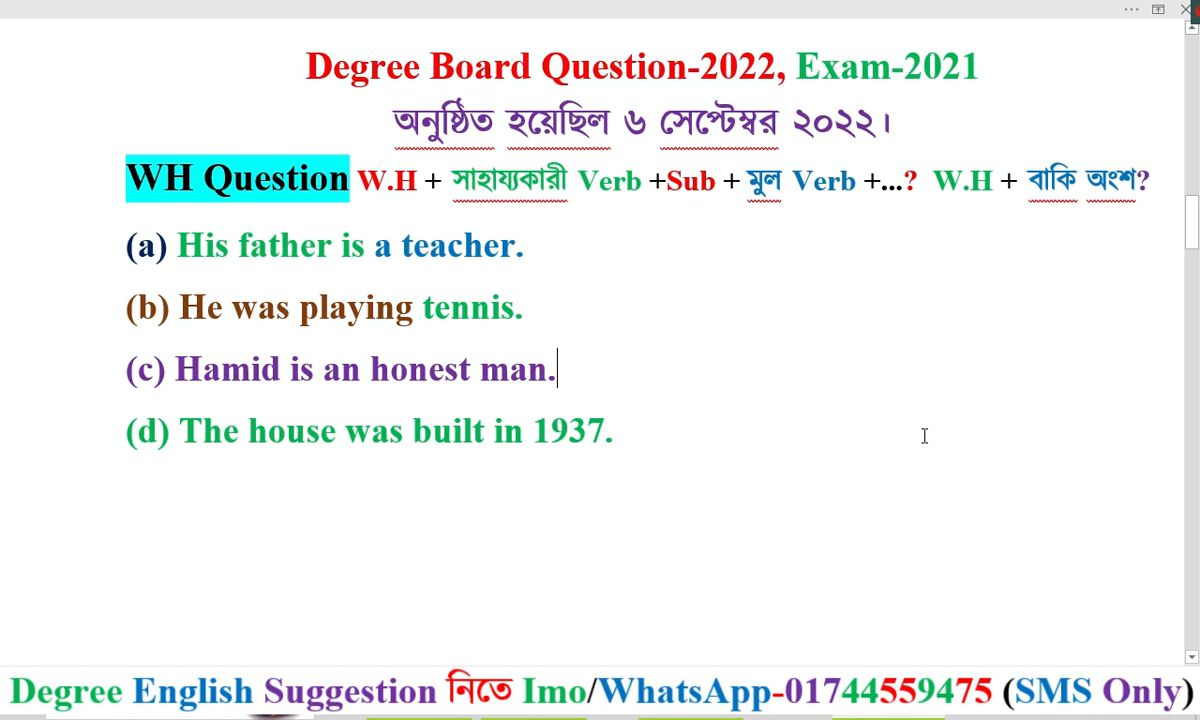 Degree Board Question-2022, Exam-2021
অনুষ্ঠিত হয়েছিল ৬ সেপ্টেম্বর ২০২২।
WH Question W.H + সাহায্যকারী Verb +Sub + মুল Verb +...? W.H + বাকি অংশ?
(a) His father is a teacher.
(b) He was playing tennis.
(c) Hamid is an honest man.
(d) The house was built in 1937.
Degree English Suggestion নিতে Imo/WhatsApp-01744559475 (SMS Only)